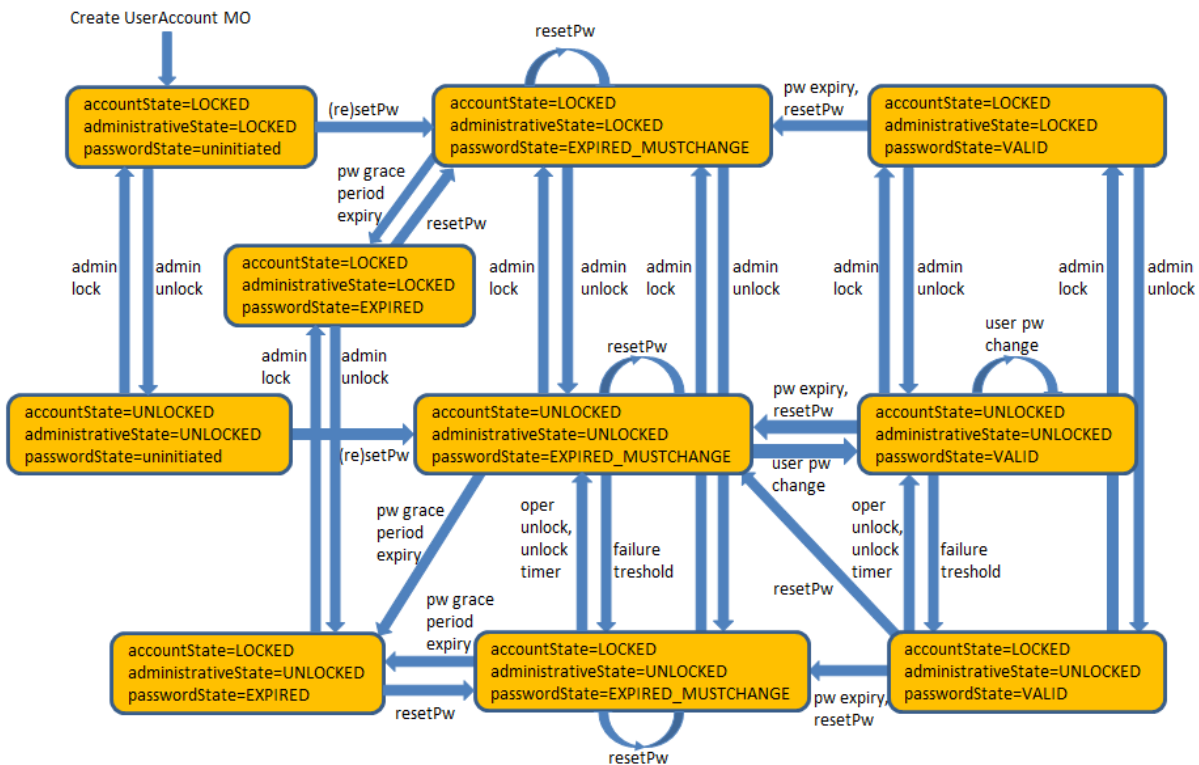 Create UserAccount MO
resetPw
accountState=LOCKED
administrativeState=LOCKED
passwordState=uninitiated
(re)setPw
accountState=LOCKED
administrativeState=LOCKED
passwordState=EXPIRED_MUSTCHANGE
pw expiry,
resetPw
accountState=LOCKED
administrativeState=LOCKED
passwordState=VALID
pw grace
period
expiry
resetPw
accountState=LOCKED
administrativeState=LOCKED
passwordState=EXPIRED
admin
lock
admin
unlock
admin
lock
admin
unlock
admin
lock
admin
unlock
admin
lock
admin
unlock
admin
lock
admin
unlock
admin
lock
admin
unlock
resetPw
user pw
change
accountState=UNLOCKED
administrativeState=UNLOCKED
passwordState=uninitiated
(re)setPw
accountState=UNLOCKED
administrativeState=UNLOCKED
passwordState=EXPIRED_MUSTCHANGE
pw expiry,
resetPw
user pw
change
accountState=UNLOCKED
administrativeState=UNLOCKED
passwordState=VALID
pw grace
period
expiry
oper
unlock,
unlock
timer
failure
treshold
resetPw
oper
unlock,
unlock
timer
failure
treshold
pw grace
period
expiry
accountState=LOCKED
administrativeState=UNLOCKED
passwordState=EXPIRED
resetPw
accountState=LOCKED
administrativeState=UNLOCKED
passwordState=EXPIRED_MUSTCHANGE
pw expiry,
resetPw
accountState=LOCKED
administrativeState=UNLOCKED
passwordState=VALID
resetPw